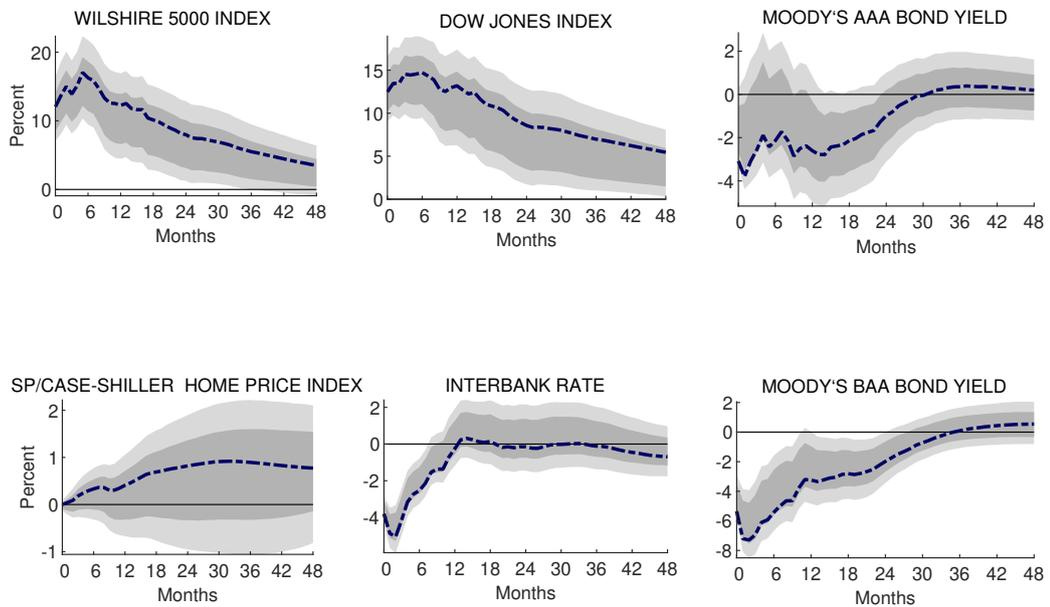 WILSHIRE 5000 INDEX
DOW JONES INDEX
MOODY'S AAA BOND YIELD
Percent
20
10
0
15
10
5
0
2
0
-2
-4
0 6 12 18 24 30 36 42 48
0 6 12 18 24 30 36 42 48
0 6 12 18 24 30 36 42 48
Months
Months
Months
SP/CASE-SHILLER HOME PRICE INDEX
INTERBANK RATE
MOODY'S BAA BOND YIELD
Percent
2
1
0
-1
2
0
-2
-4
2
0
-2
-4
-6
-8
0 6 12 18 24 30 36 42 48
0 6 12 18 24 30 36 42 48
0 6 12 18 24 30 36 42 48
Months
Months
Months